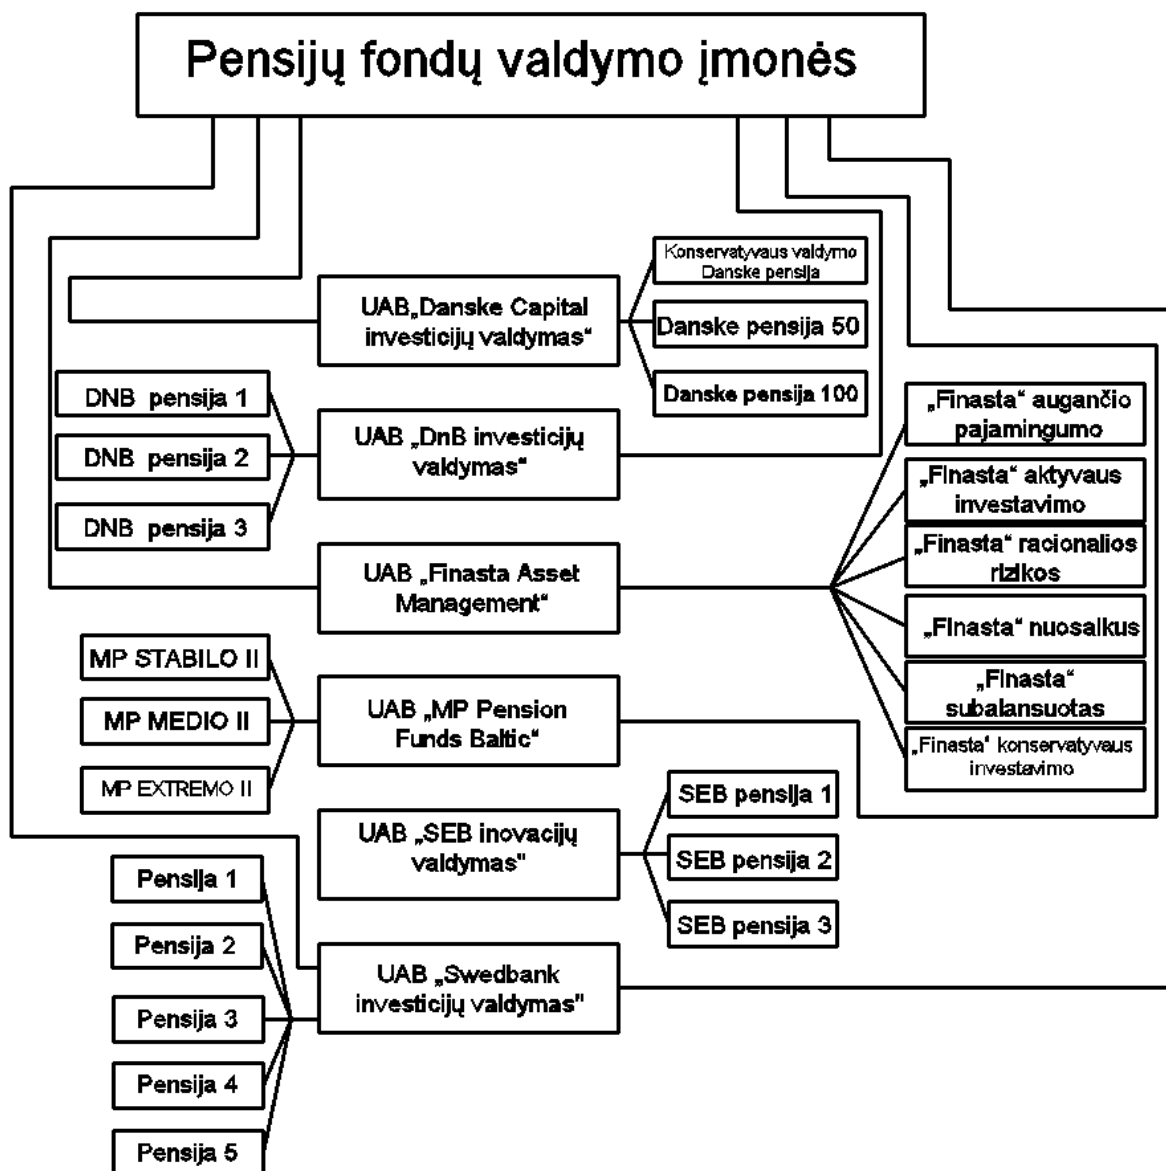 Pensijų fondų valdymo įmonės
UAB„Danske Capital
investicijų valdymas“
Konservatyvaus valdymo
Danske pensija
Danske pensija 50
Danske pensija 100
DNB pensija 1
DNB pensija 2
DNB pensija 3
UAB „DnB investicijų
valdymas“
UAB „Finasta Asset
Management“
„Finasta“ augančio
pajamingumo
„Finasta“ aktyvaus
investavimo
„Finasta“ racionalios
rizikos
„Finasta“ nuosaikus
„Finasta“
subalansuotas
„Finasta“ konservatyvaus
investavimo
MP STABILO II
MP MEDIO II
MP EXTREMO II
UAB „MP Pension
Funds Baltic“
UAB „SEB inovacijų
valdymas"
SEB pensija 1
SEB pensija 2
SEB pensija 3
Pensija 1
Pensija 2
Pensija 3
Pensija 4
Pensija 5
UAB „Swedbank
investicijų valdymas"